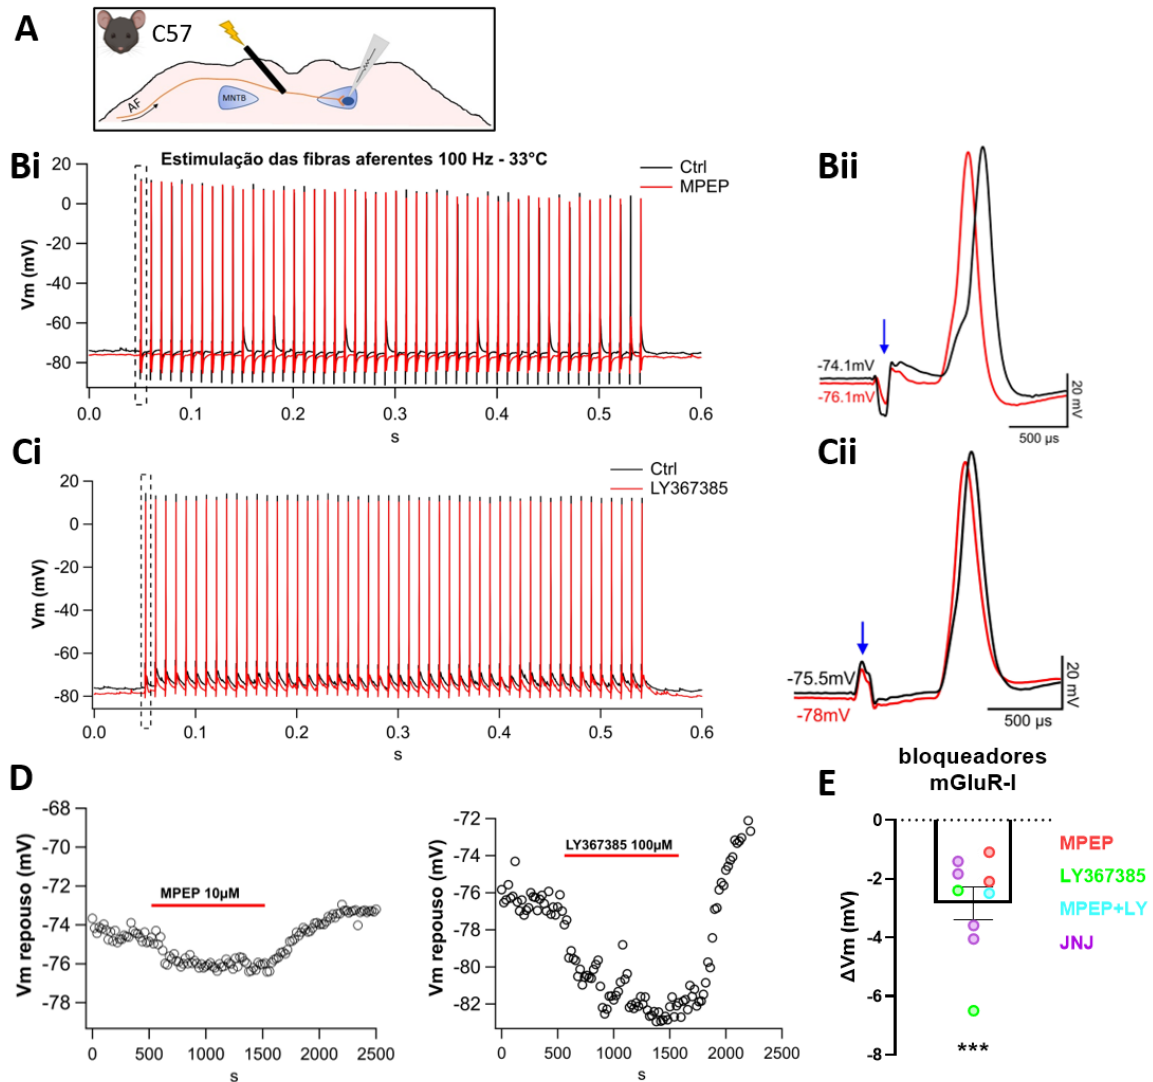 A
C57
AF
MNTB
Bi
Estimulação das fibras aferentes 100 Hz - 33°C
Ctrl
MPEP
20
0
-20
-40
-60
-80
Vm (mV)
0.0
0.1
0.2
0.3
0.4
0.5
0.6
s
Bii
-74.1mV
-76.1mV
20 mV
500 µs
Ci
Ctrl
LY367385
20
0
-20
-40
-60
-80
Vm (mV)
0.0
0.1
0.2
0.3
0.4
0.5
0.6
s
Cii
-75.5mV
-78mV
20 mV
500 µs
D
-68
-70
-72
-74
-76
-78
Vm repouso (mV)
MPEP 10µM
0
500
1000
1500
2000
2500
s
-72
-74
-76
-78
-80
-82
Vm repouso (mV)
LY367385 100µM
0
500
1000
1500
2000
2500
s
E
bloqueadores
mGluR-I
0
-2
-4
-6
-8
ΔVm (mV)
MPEP
LY367385
MPEP+LY
JNJ
***